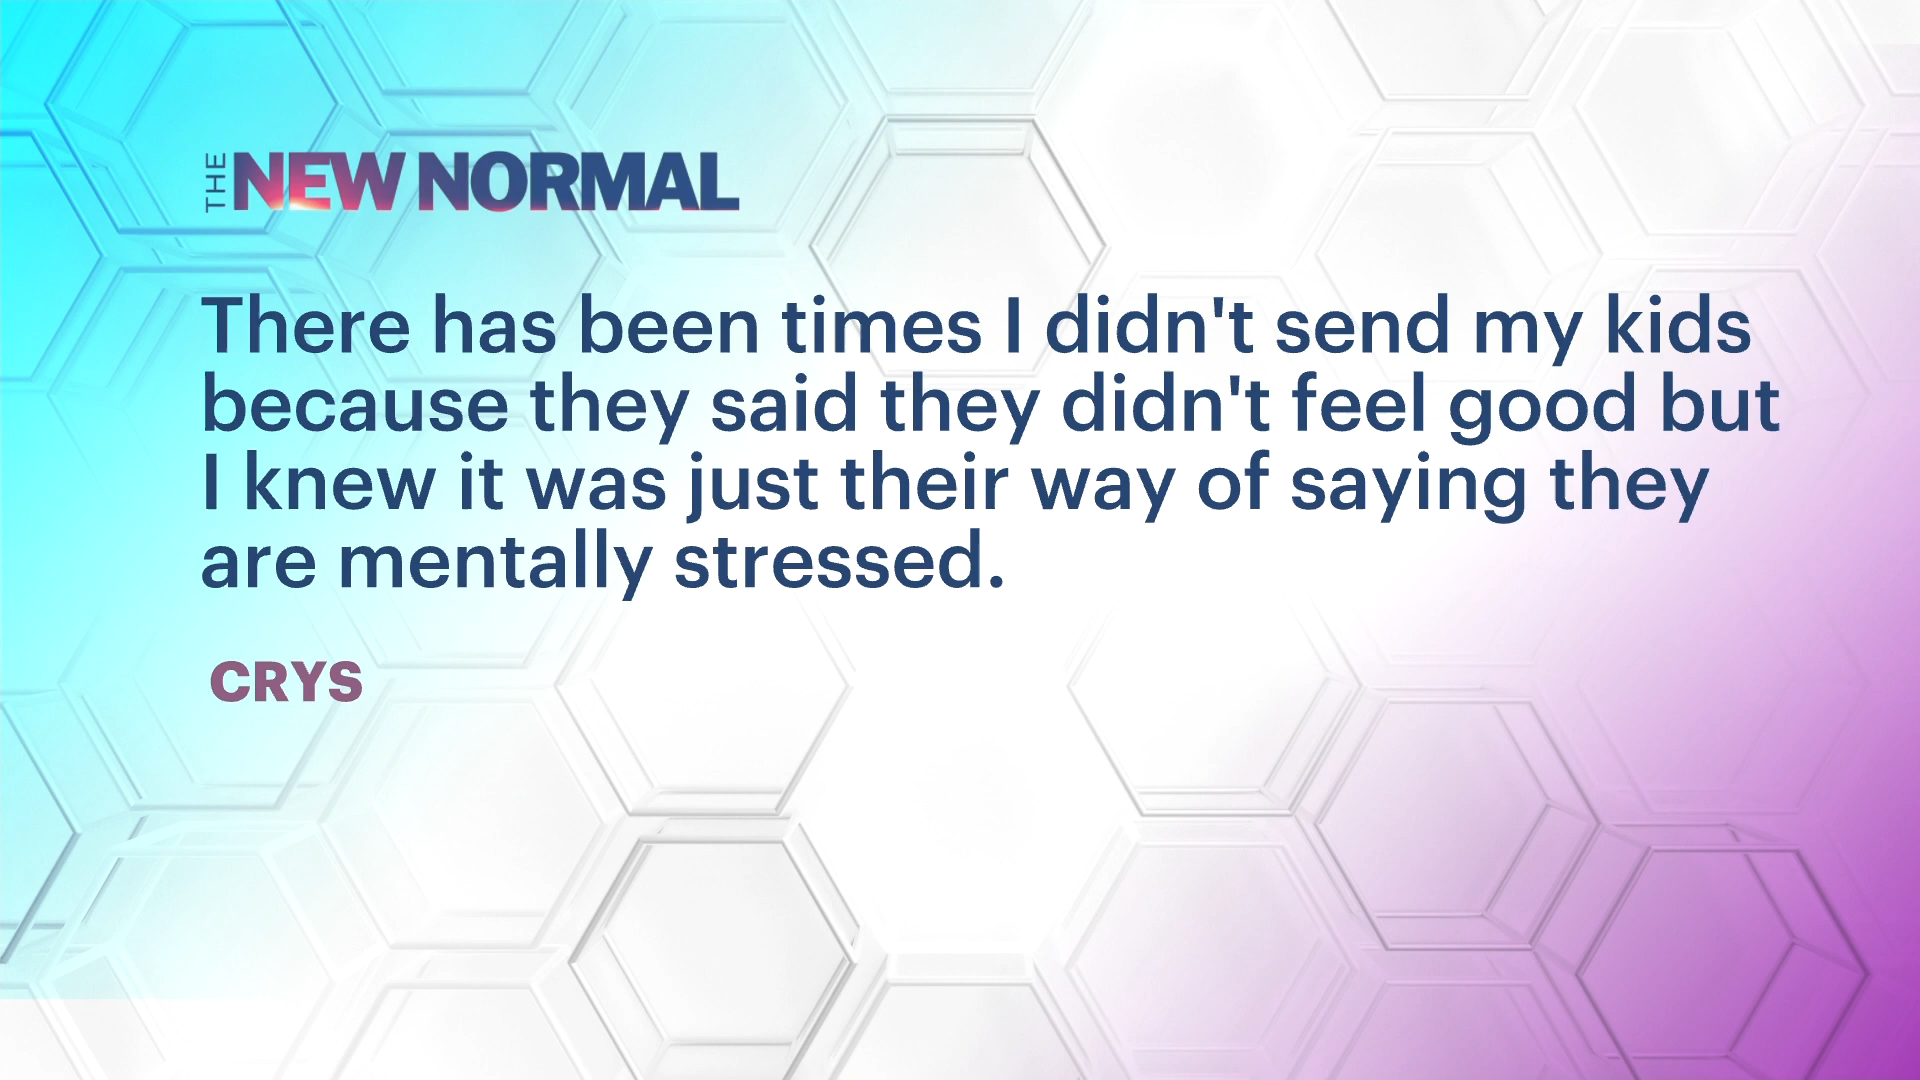 THE NEW NORMAL
There has been times I didn't send my kids
because they said they didn't feel good but
I knew it was just their way of saying they
are mentally stressed.
CRYS